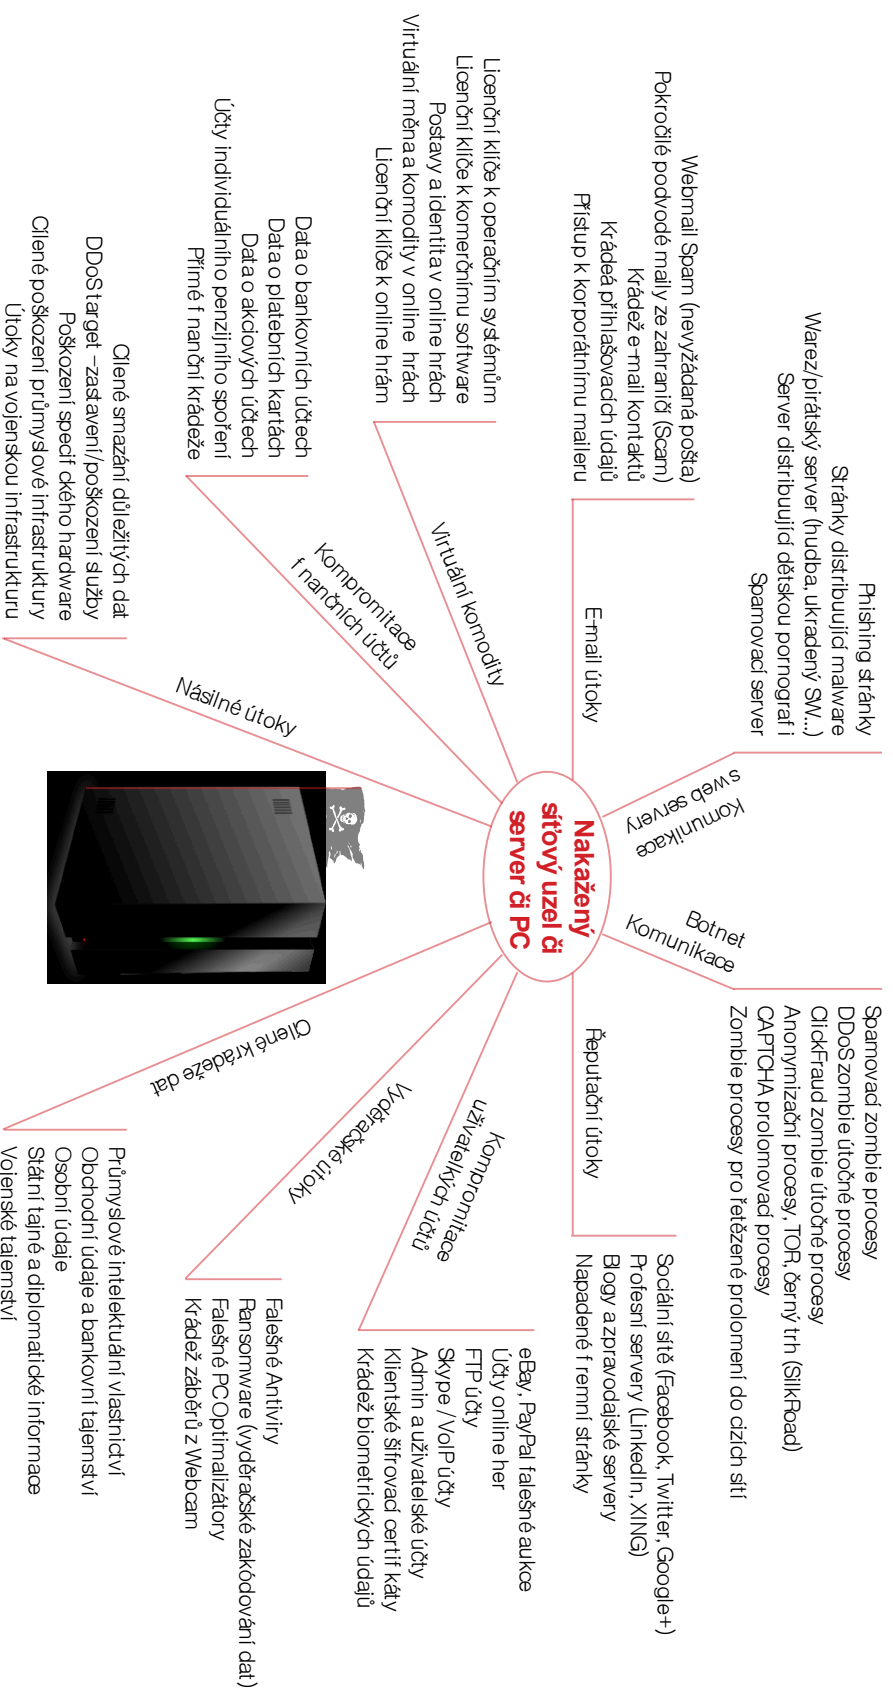 Phishing stránky
Stránky distribuující malware
Warez/pirátský server (hudba, ukradený SW...)
Server distribuující dětskou pornograf i
Spamovací server
Komunikace
s web servery
Webmail Spam (nevyžádaná pošta)
Pokročilé podvodé maily ze zahraničí (Scam)
Krádež e-mail kontaktů
Krádeá přihlašovacích údajů
Přístup k korporátnímu maileru
E-mail útoky
Licenční klíče k operačním systémům
Licenční klíče k komerčnímu software
Postavy a identita v online hrách
Virtuální měna a komodity v online hrách
Licenční klíče k online hrám
Virtuální komodity
Data o bankovních účtech
Data o platebních kartách
Data o akciových účtech
Účty individuálního penzijního spoření
Přímé f nanční krádeže
Kompromitace
f nančních účtů
Cílené smazání důležitých dat
DDoS target – zastavení/poškození služby
Poškození specif ckého hardware
Cílené poškození průmyslové infrastruktury
Útoky na vojenskou infrastrukturu
Násilné útoky
Nakažený
síťový uzel či
server či PC
Botnet
Komunikace
Spamovací zombie procesy
DDoS zombie útočné procesy
ClickFraud zombie útočné procesy
Anonymizační procesy, TOR, černý trh (SilkRoad)
CAPTCHA prolomovací procesy
Zombie procesy pro řetězené prolomení do cizích sítí
Řeputační útoky
Sociální sítě (Facebook, Twitter, Google+)
Profesní servery (LinkedIn, XING)
Blogy a zpravodajské servery
Napadené f remní stránky
Kompromitace
uživatelkých účtů
eBay, PayPal falešné aukce
Účty online her
FTP účty
Skype / VoIP účty
Admin a uživatelské účty
Klientské šifrovací certif káty
Krádež biometrických údajů
Vyděračské útoky
Falešné Antiviry
Ransomware (vyděračské zakódování dat)
Falešné PC Optimalizátory
Krádež záběrů z Webcam
Cílené krádeže dat
Průmyslové intelektuální vlastnictví
Obchodní údaje a bankovní tajemství
Osobní údaje
Státní tajné a diplomatické informace
Vojenské tajemství